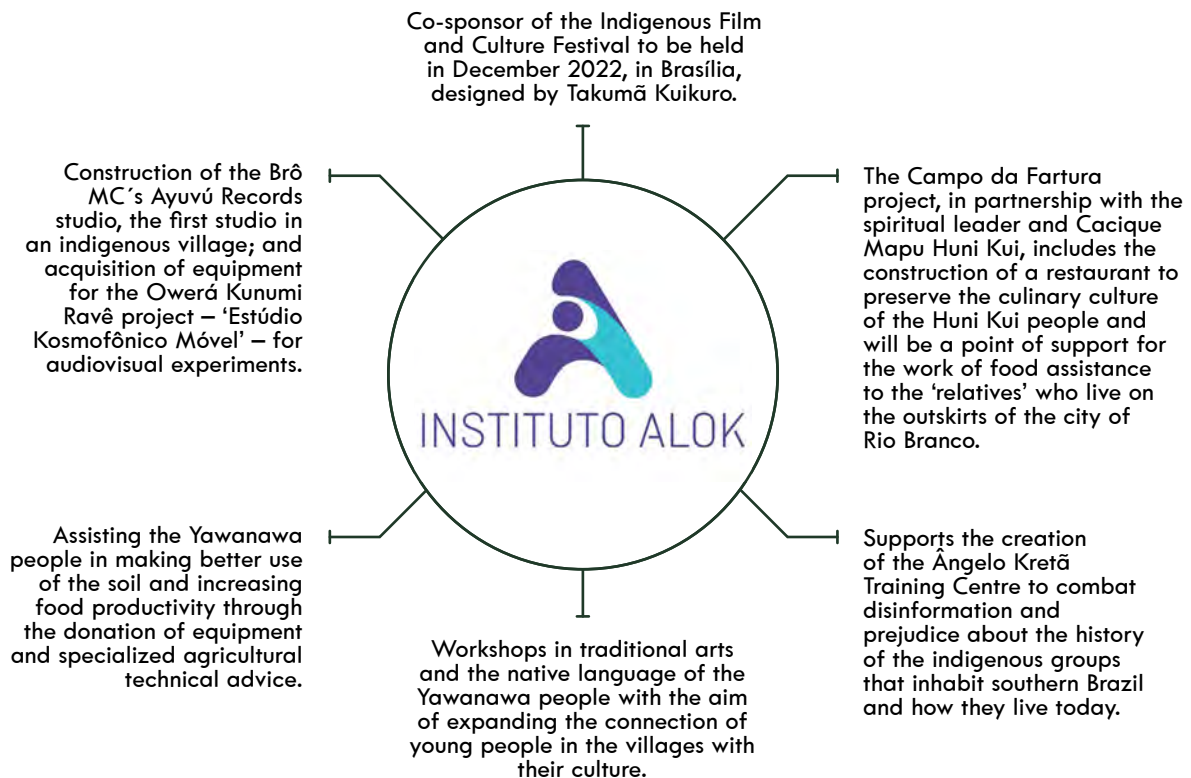 Co-sponsor of the Indigenous Film
and Culture Festival to be held
in December 2022, in Brasília,
designed by Takumã Kuikuro.
Construction of the Brô
MC´s Ayuvú Records
studio, the first studio in
an indigenous village; and
acquisition of equipment
for the Owerá Kunumi
Ravê project – ‘Estúdio
Kosmofônico Móvel’ – for
audiovisual experiments.
The Campo da Fartura
project, in partnership with the
spiritual leader and Cacique
Mapu Huni Kui, includes the
construction of a restaurant to
preserve the culinary culture
of the Huni Kui people and
will be a point of support for
the work of food assistance
to the ‘relatives’ who live on
the outskirts of the city of
Rio Branco.
INSTITUTO ALOK
Assisting the Yawanawa
people in making better use
of the soil and increasing
food productivity through
the donation of equipment
and specialized agricultural
technical advice.
Workshops in traditional arts
and the native language of the
Yawanawa people with the aim
of expanding the connection of
young people in the villages with
their culture.
Supports the creation
of the Ângelo Kretã
Training Centre to combat
disinformation and
prejudice about the history
of the indigenous groups
that inhabit southern Brazil
and how they live today.